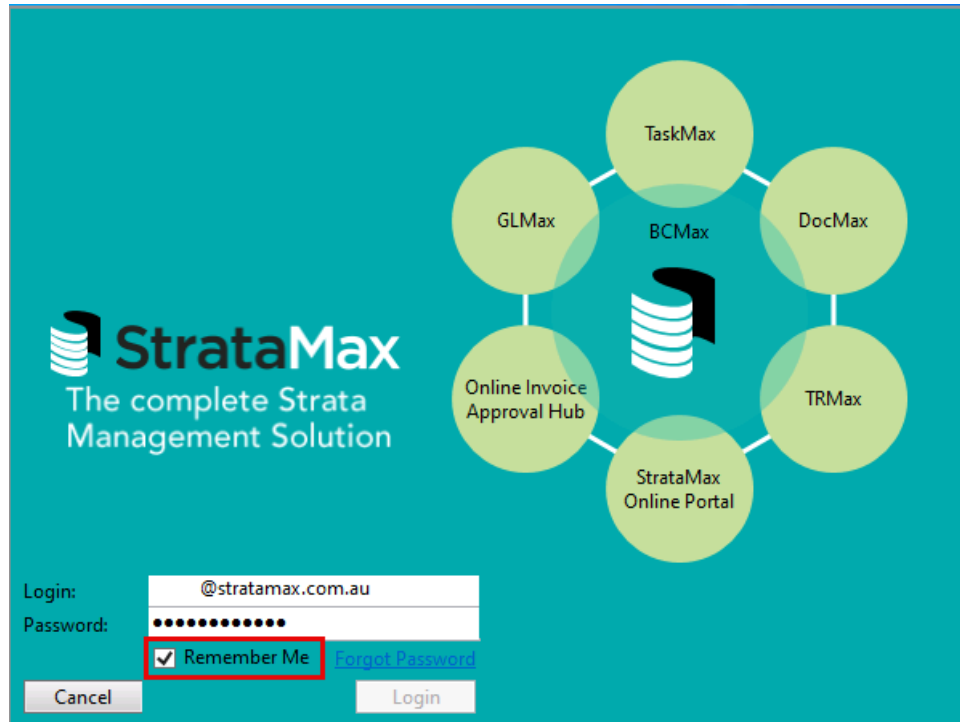 TaskMax
GLMax
BCMax
DocMax
StrataMax
The complete Strata
Management Solution
Online Invoice
Approval Hub
TRMax
StrataMax
Online Portal
Login:
@stratamax.com.au
Password:
••••••••••••
Remember Me
Forgot Password
Cancel
Login